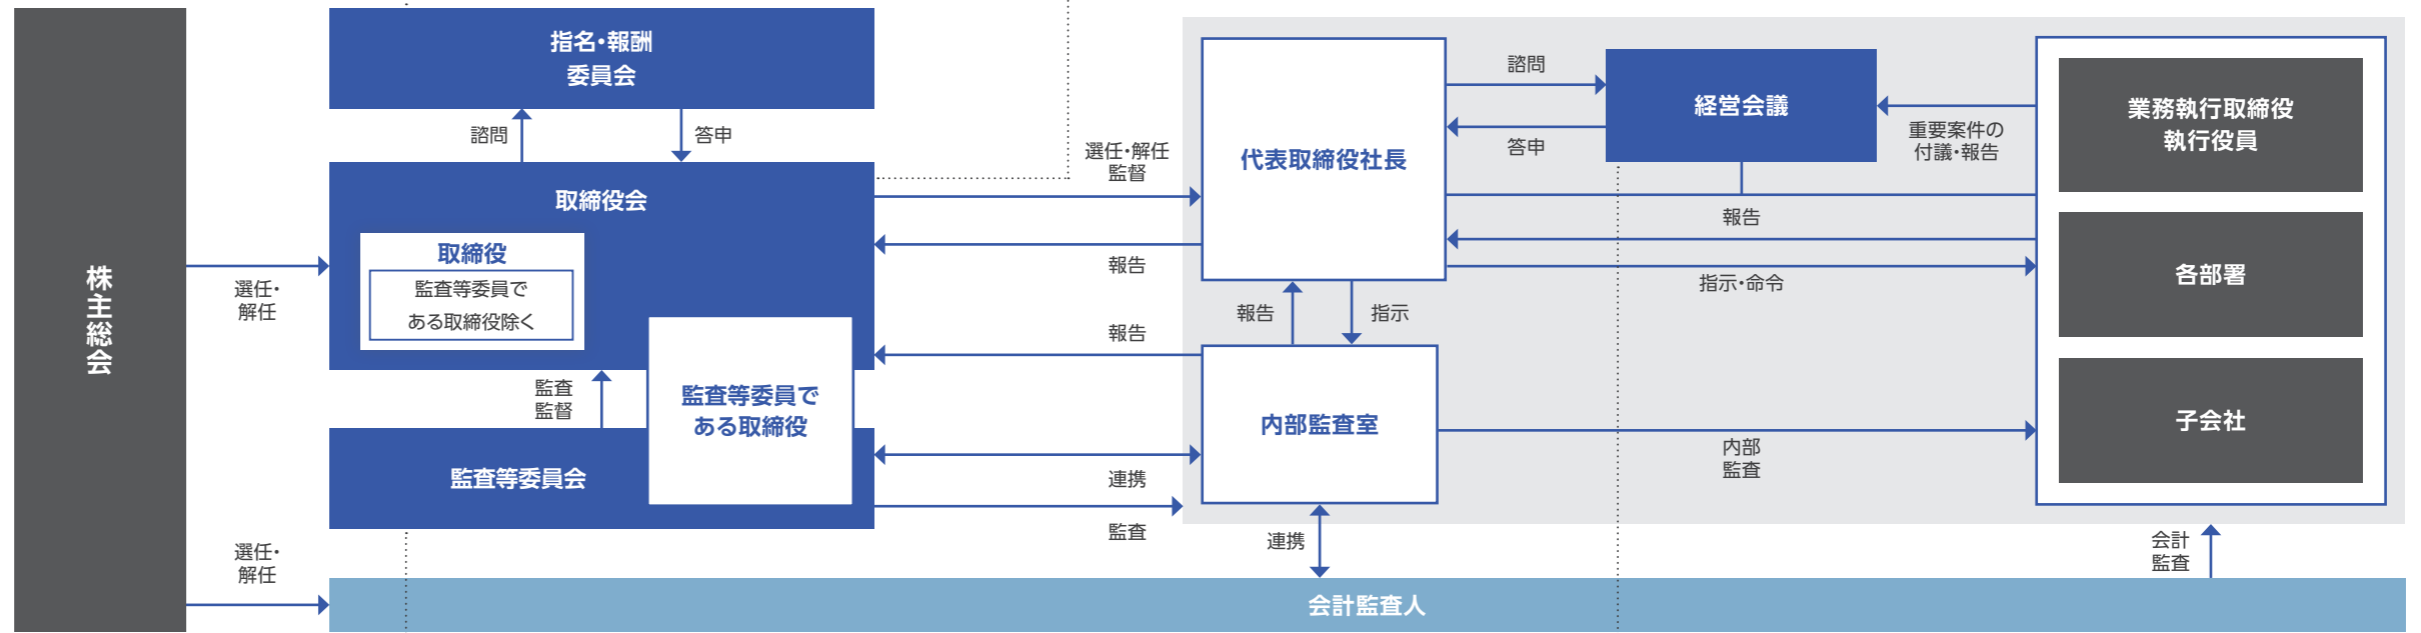 株主総会
選任・
解任
選任・
解任
指名・報酬
委員会
諮問
答申
取締役会
取締役
監査等委員で
ある取締役除く
監査
監督
監査等委員で
ある取締役
監査等委員会
選任・解任
監督
報告
報告
連携
監査
代表取締役社長
諮問
答申
経営会議
重要案件の
付議・報告
報告
指示・命令
報告
指示
内部監査室
内部
監査
連携
業務執行取締役
執行役員
各部署
子会社
会計
監査
会計監査人